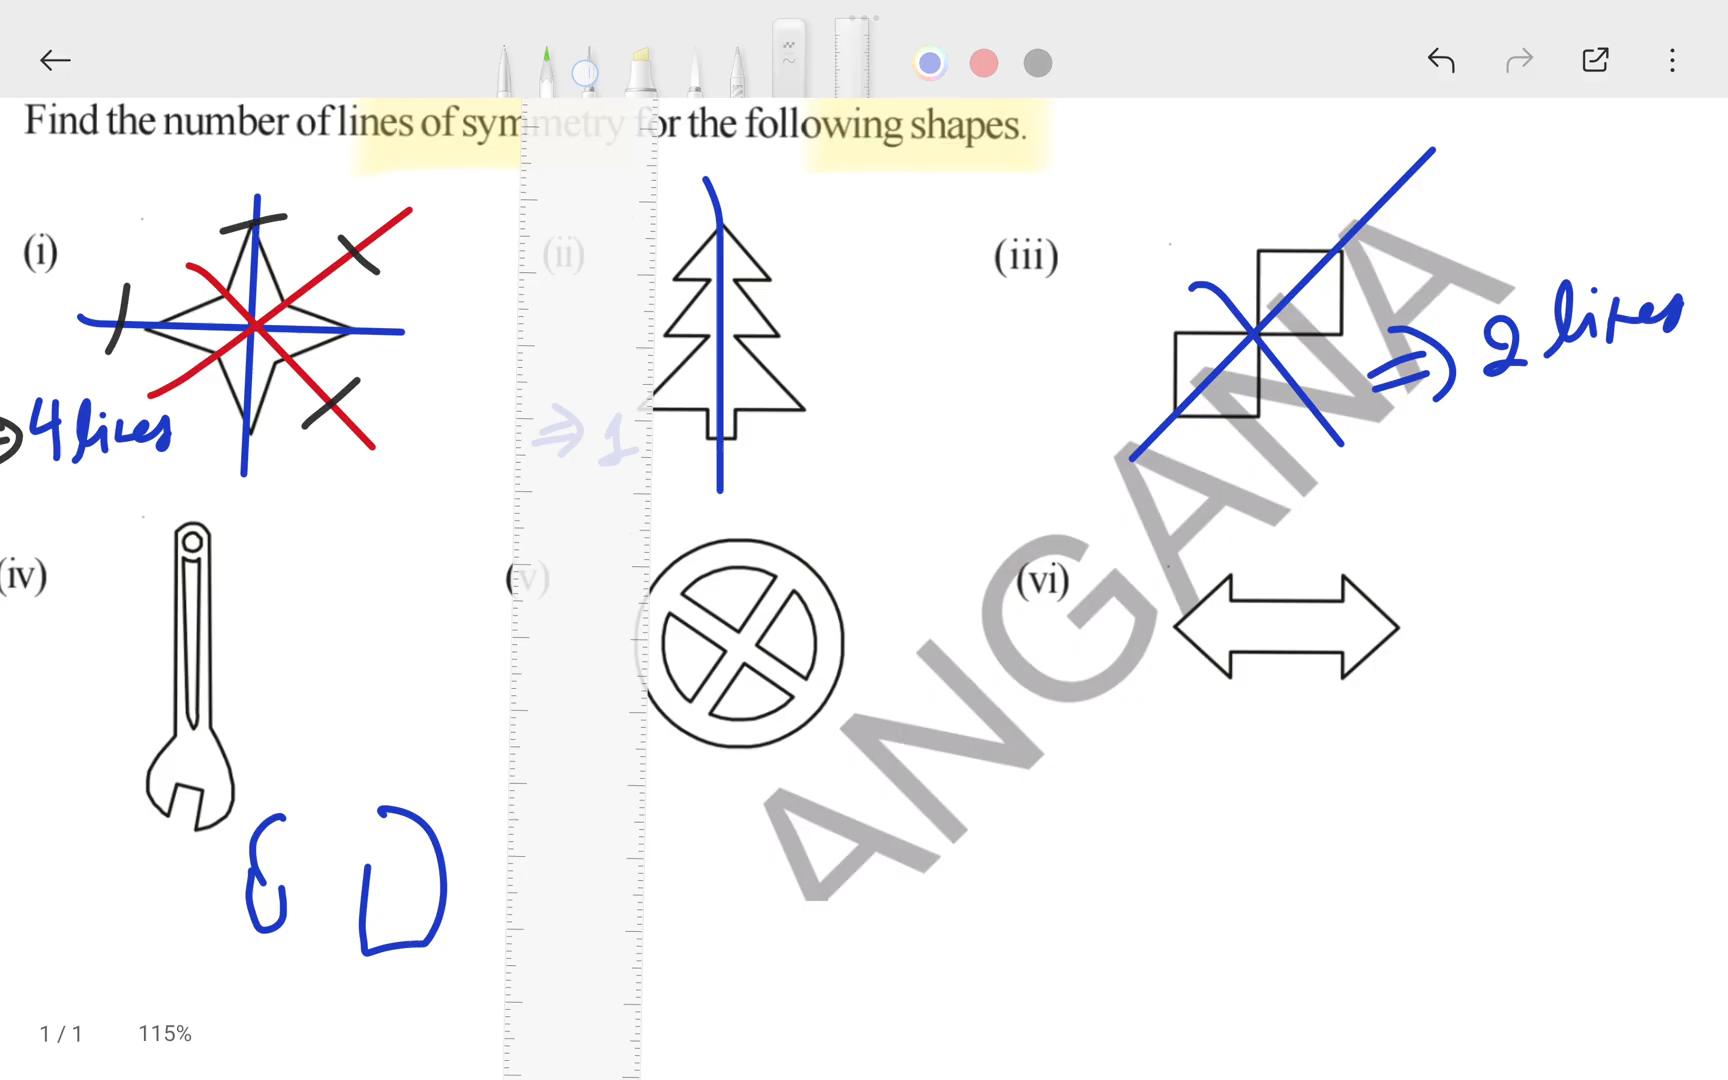 Find the number of lines of symmetry for the following shapes.
(i)
(ii)
(iii)
⇒ 2 lines
⇒ 4 lines
⇒ 1
(iv)
(v)
(vi)
ANGANA
1 / 1
115%